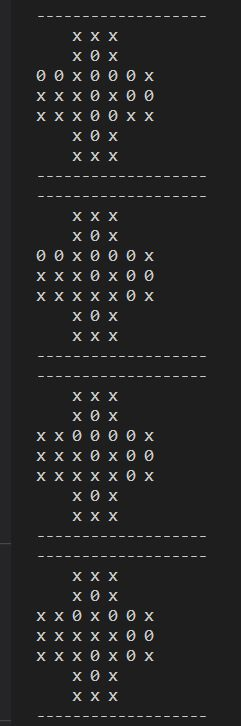 -------------------
    x x x
    x 0 x
0 0 x 0 0 0 x
x x x 0 x 0 0
x x x 0 0 x x
    x 0 x
    x x x
-------------------
-------------------
    x x x
    x 0 x
0 0 x 0 0 0 x
x x x 0 x 0 0
x x x x x 0 x
    x 0 x
    x x x
-------------------
-------------------
    x x x
    x 0 x
x x 0 0 0 0 x
x x x 0 x 0 0
x x x x x 0 x
    x 0 x
    x x x
-------------------
-------------------
    x x x
    x 0 x
x x 0 x 0 0 x
x x x x x 0 0
x x x 0 x 0 x
    x 0 x
    x x x
-------------------